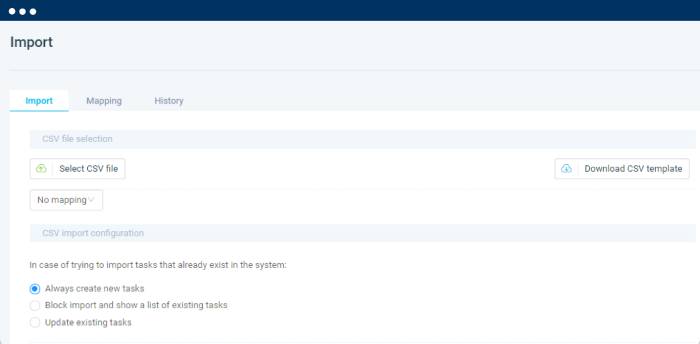 Import
Import Mapping History
CSV file selection
Select CSV file Download CSV template
No mapping
CSV import configuration
In case of trying to import tasks that already exist in the system:
Always create new tasks
Block import and show a list of existing tasks
Update existing tasks